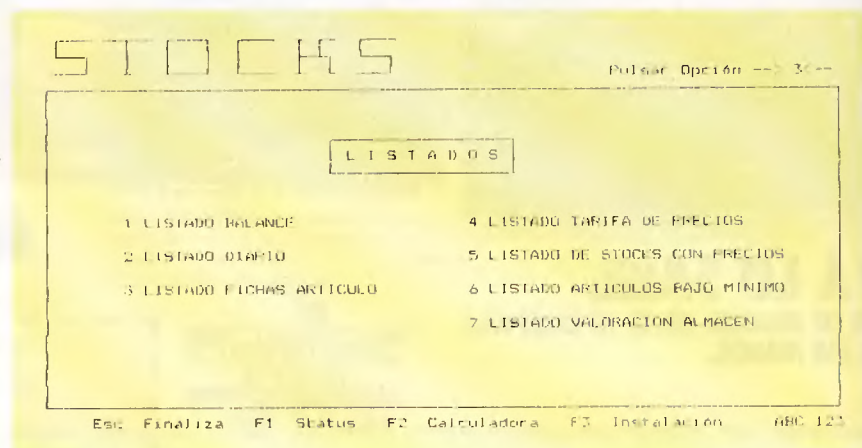 STOCKS
Pulsar Opción --> 3<--
LISTADOS
1 LISTADO BALANCE
2 LISTADO DIARIO
3 LISTADO FICHAS ARTICULO
4 LISTADO TARIFA DE PRECIOS
5 LISTADO DE STOCKS CON PRECIOS
6 LISTADO ARTICULOS BAJO MINIMO
7 LISTADO VALORACION ALMACEN
Esc Finaliza F1 Status F2 Calculadora F3 Instalación ABC 123